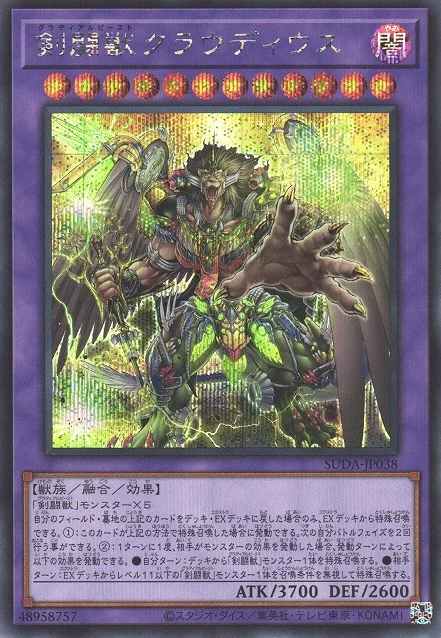 グラディアルビースト
剣闘獣クラウディウス
闇
SUDA-JP038
【獣族／融合／効果】
「剣闘獣」モンスター×５
自分のフィールド・墓地の上記のカードをデッキ・EXデッキに戻した場合のみ、EXデッキから特殊召喚
できる。①：このカードが上記の方法で特殊召喚した場合に発動できる。次の自分バトルフェイズを２回
行う事ができる。②：１ターンに１度、相手がモンスターの効果を発動した場合、発動ターンによって
以下の効果を発動できる。●自分ターン：デッキから「剣闘獣」モンスター１体を特殊召喚する。●相手
ターン：EXデッキからレベル１１以下の「剣闘獣」モンスター１体を召喚条件を無視して特殊召喚する。
ATK/3700 DEF/2600
48958757
©スタジオ・ダイス／集英社・テレビ東京・KONAMI